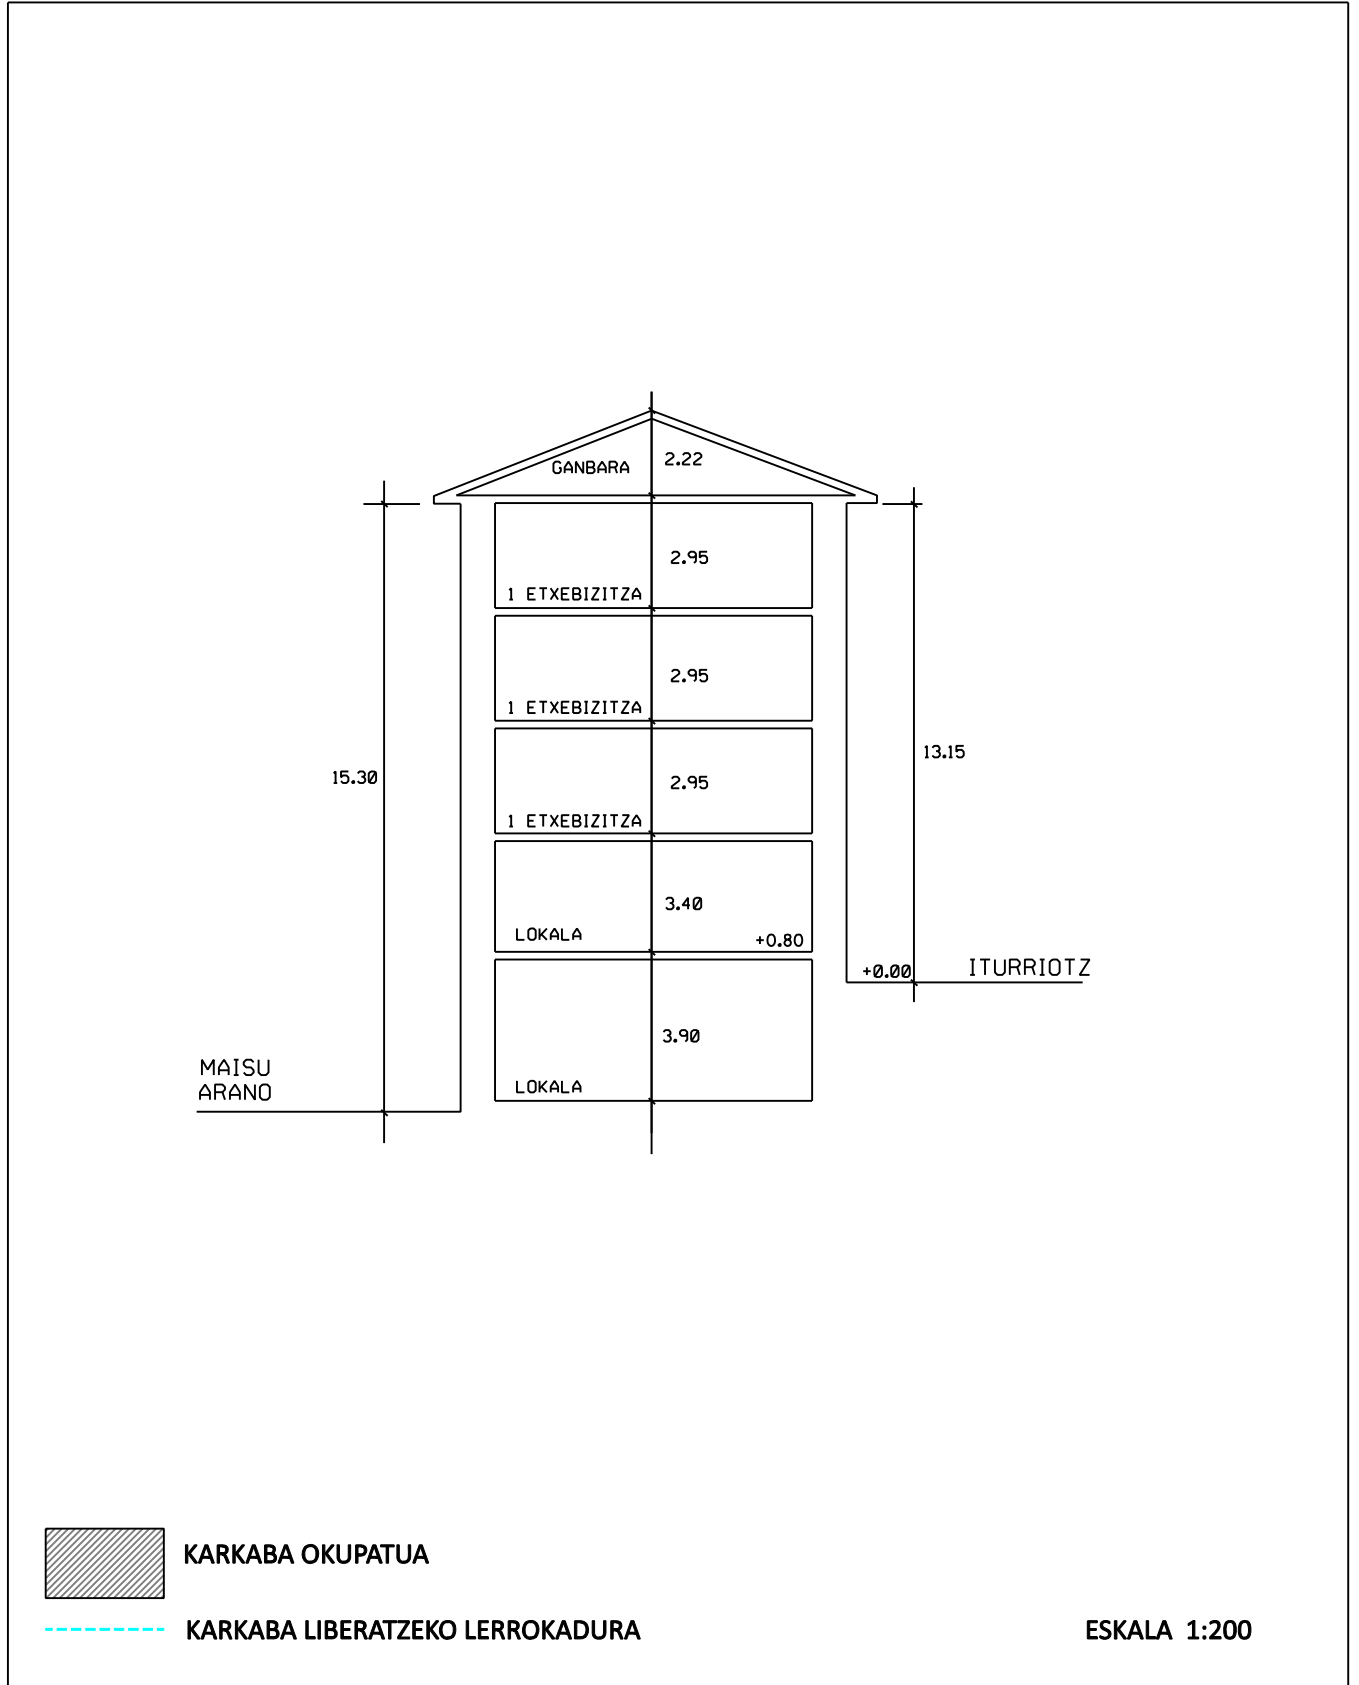 GANBARA
2.22
2.95
1 ETXEBIZITZA
2.95
1 ETXEBIZITZA
13.15
15.30
2.95
1 ETXEBIZITZA
3.40
LOKALA
+0.80
+0.00
ITURRIOTZ
3.90
MAISU
ARANO
LOKALA
KARKABA OKUPATUA
KARKABA LIBERATZEKO LERROKADURA
ESKALA 1:200